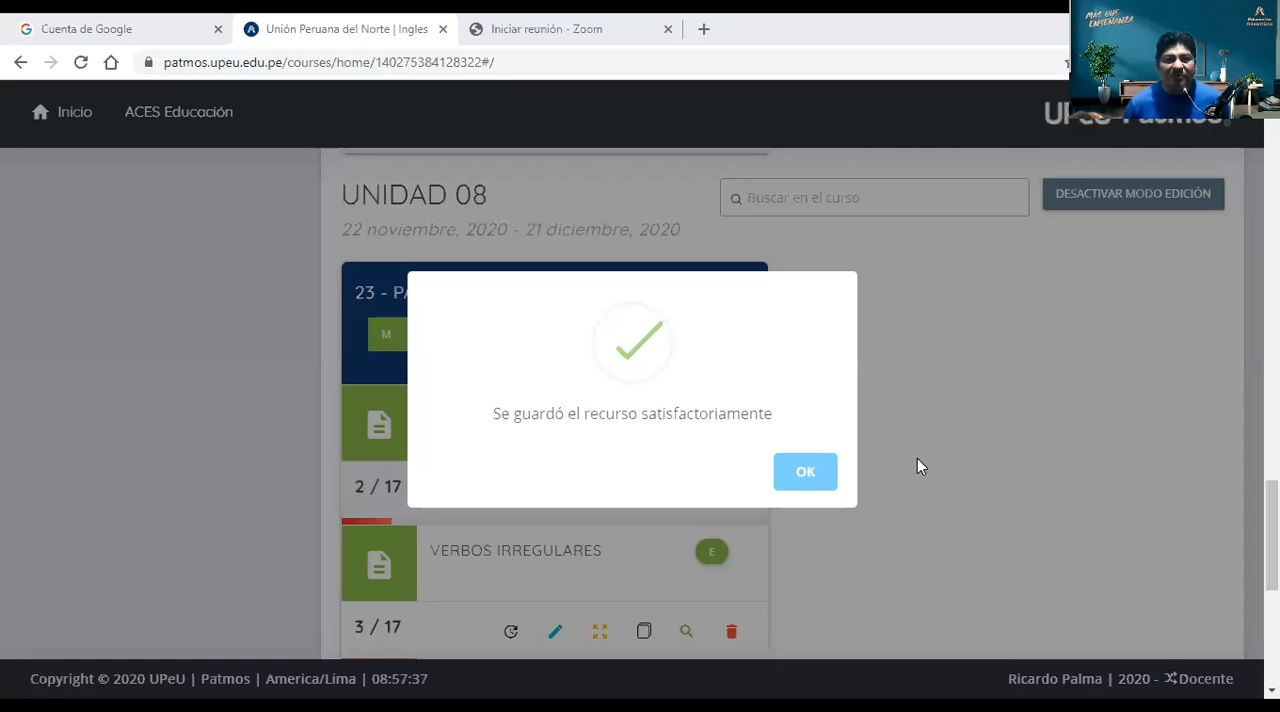 Cuenta de Google
Unión Peruana del Norte | Ingles
Iniciar reunión - Zoom
patmos.upeu.edu.pe/courses/home/140275384128322#/
MÁS QUE
ENSEÑANZA
Inicio
ACES Educación
UNIDAD 08
Buscar en el curso
DESACTIVAR MODO EDICIÓN
22 noviembre, 2020 - 21 diciembre, 2020
23 - PA
M
Se guardó el recurso satisfactoriamente
OK
2 / 17
VERBOS IRREGULARES
E
3 / 17
Copyright © 2020 UPeU | Patmos | America/Lima | 08:57:37
Ricardo Palma | 2020 - Docente